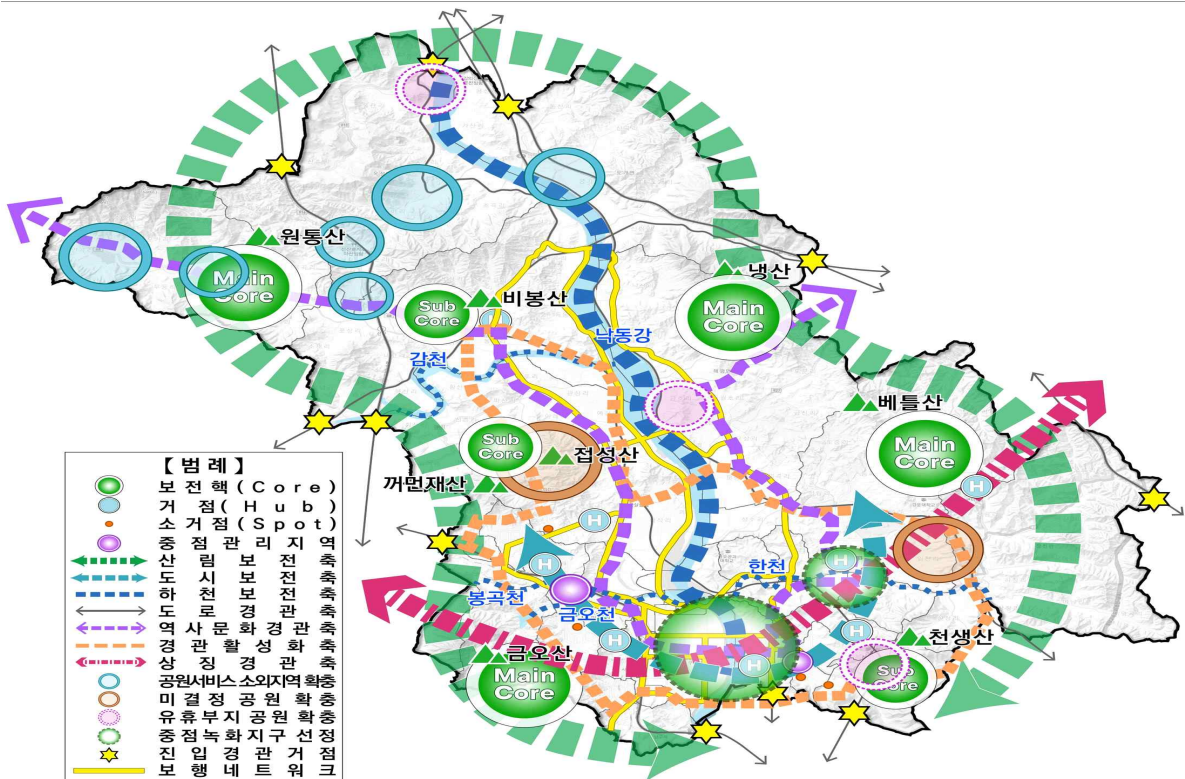 원통산
Main
Core
Sub
Core
비봉산
냉산
Main
Core
낙동강
감천
베틀산
Main
Core
H
Sub
Core
접성산
꺼먼재산
H
H
H
한천
봉곡천
금오천
H
H
H
천생산
Sub
Core
금오산
Main
Core
【범례】
보전핵(Core)
거점(Hub)
소거점(Spot)
중점관리지역
산림보전축
도시보전축
하천보전축
도로경관축
역사문화경관축
경관활성화축
상징경관축
공원서비스 소외지역 확충
미결정 공원 확충
유휴부지 공원 확충
중점녹화지구 선정
진입경관거점
보행네트워크